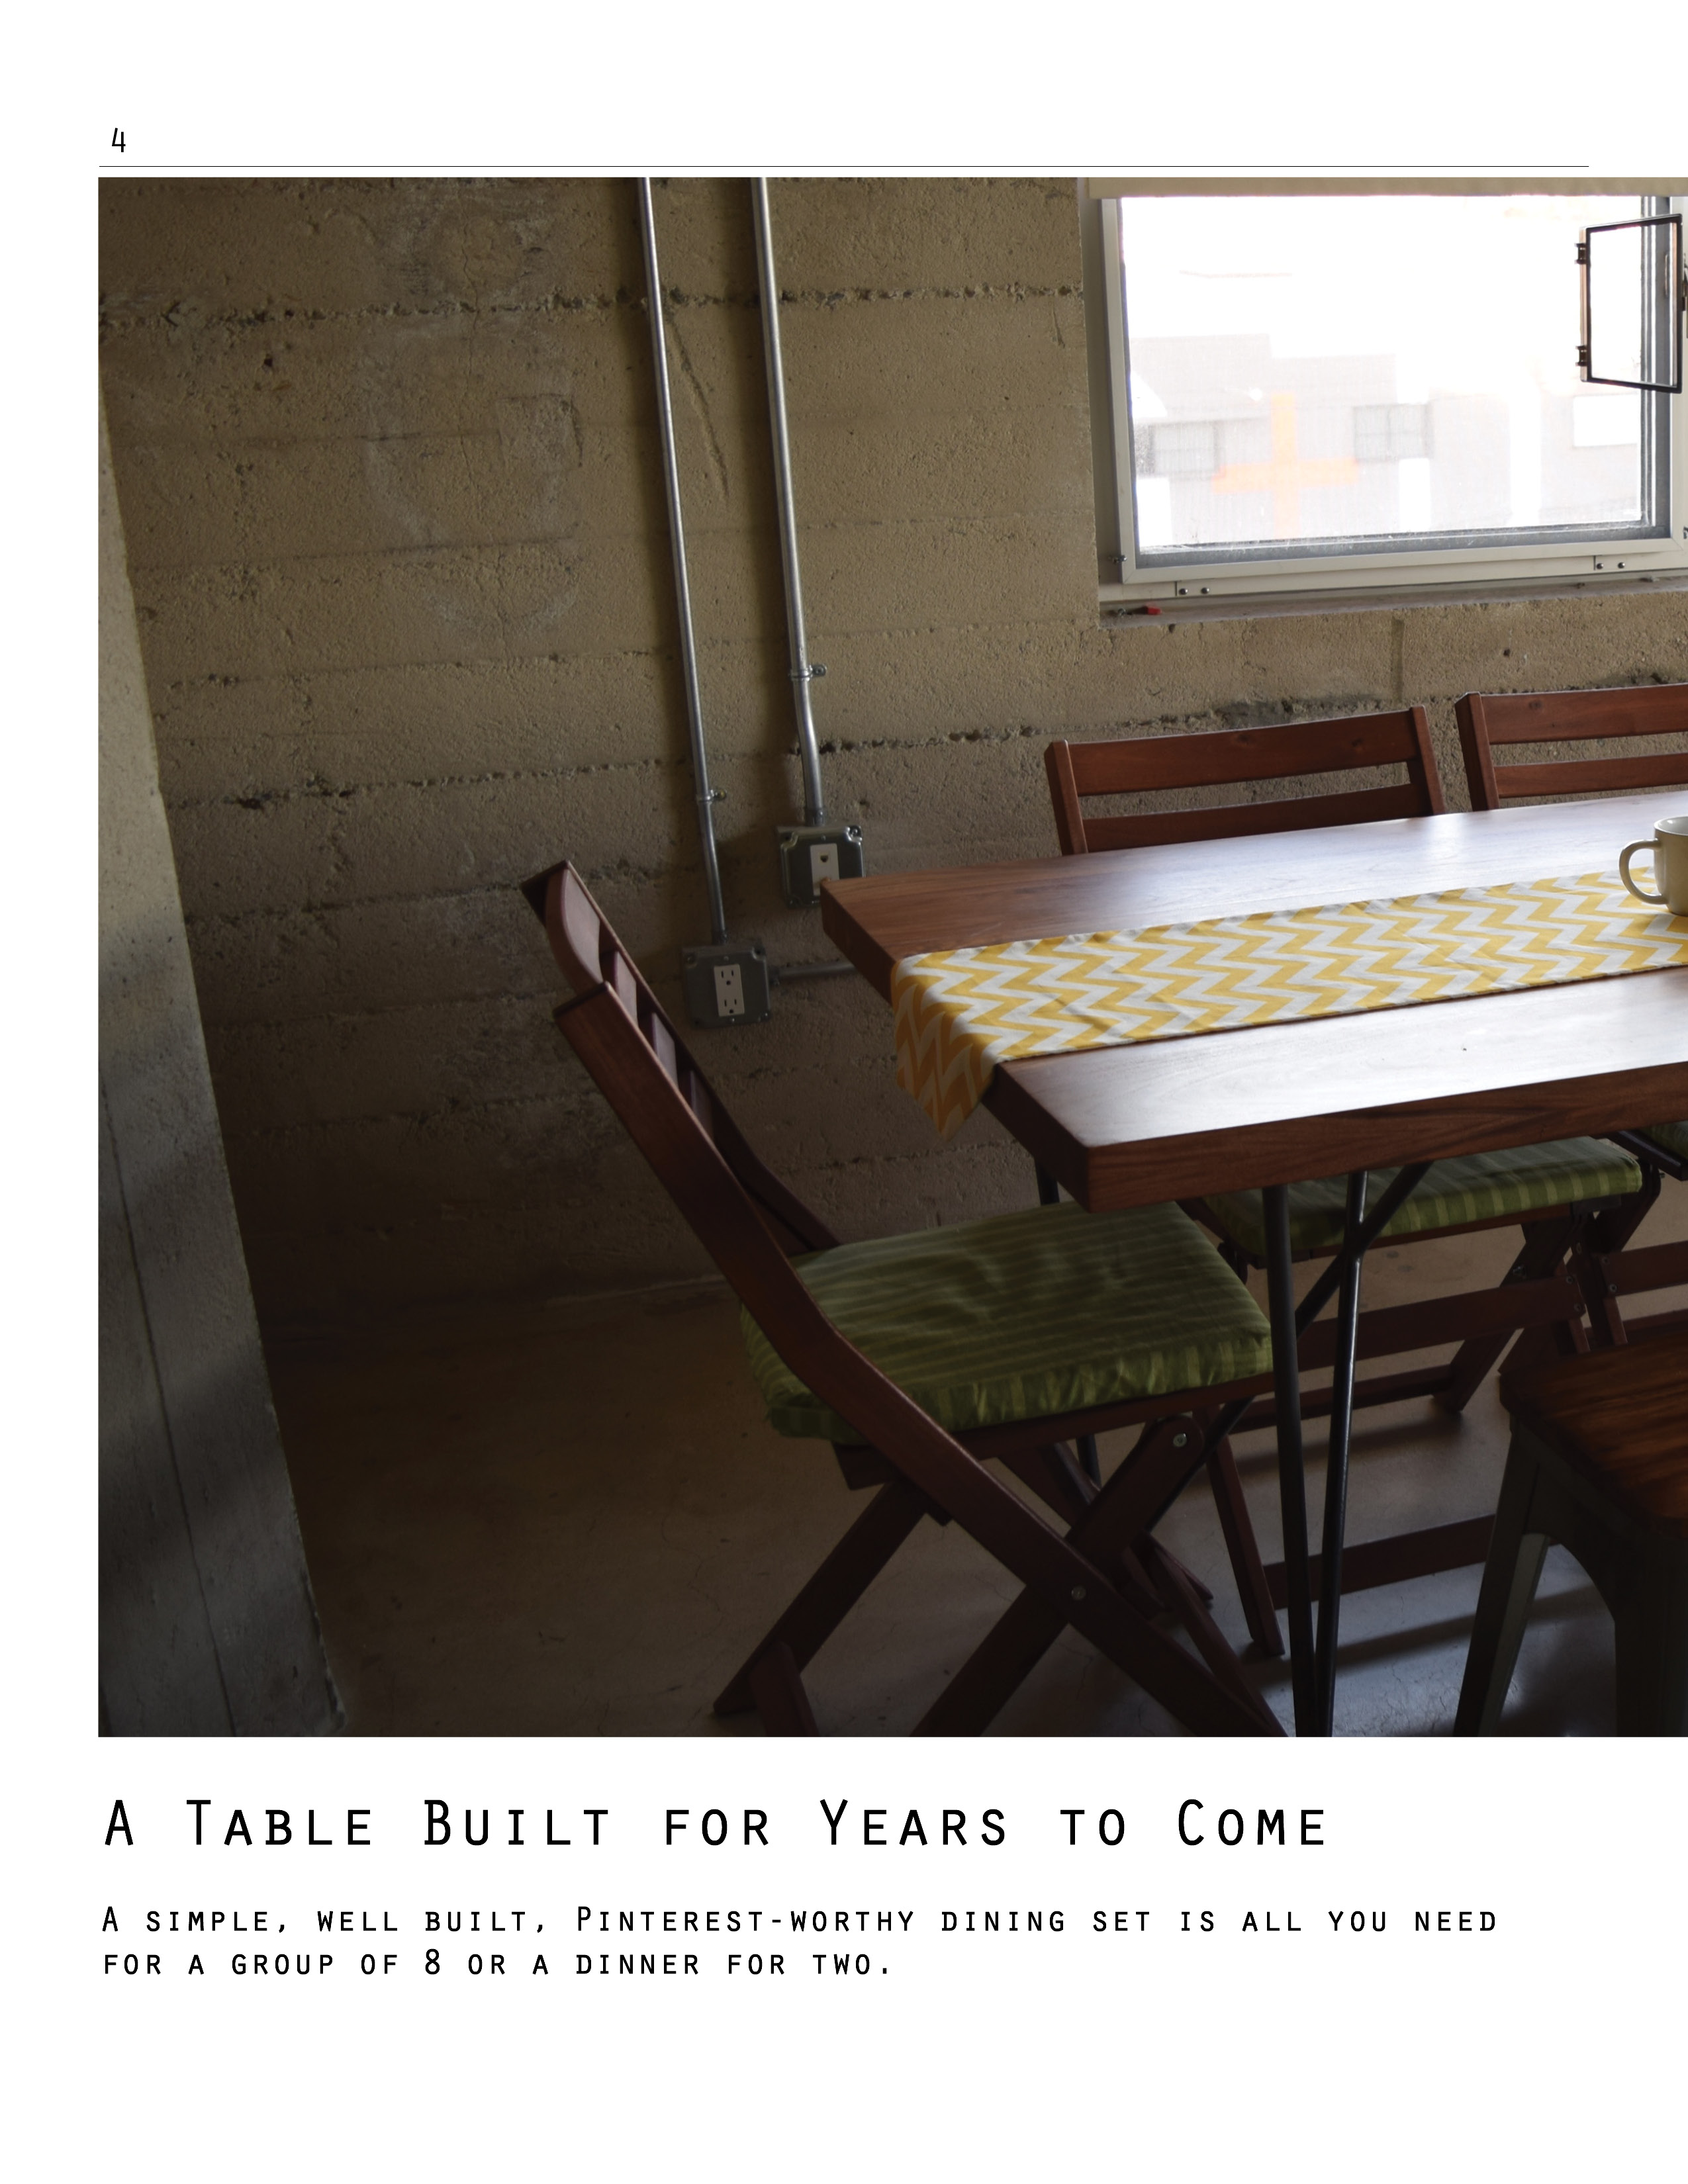 4
A Table Built for Years to Come
A simple, well built, Pinterest-worthy dining set is all you need
for a group of 8 or a dinner for two.